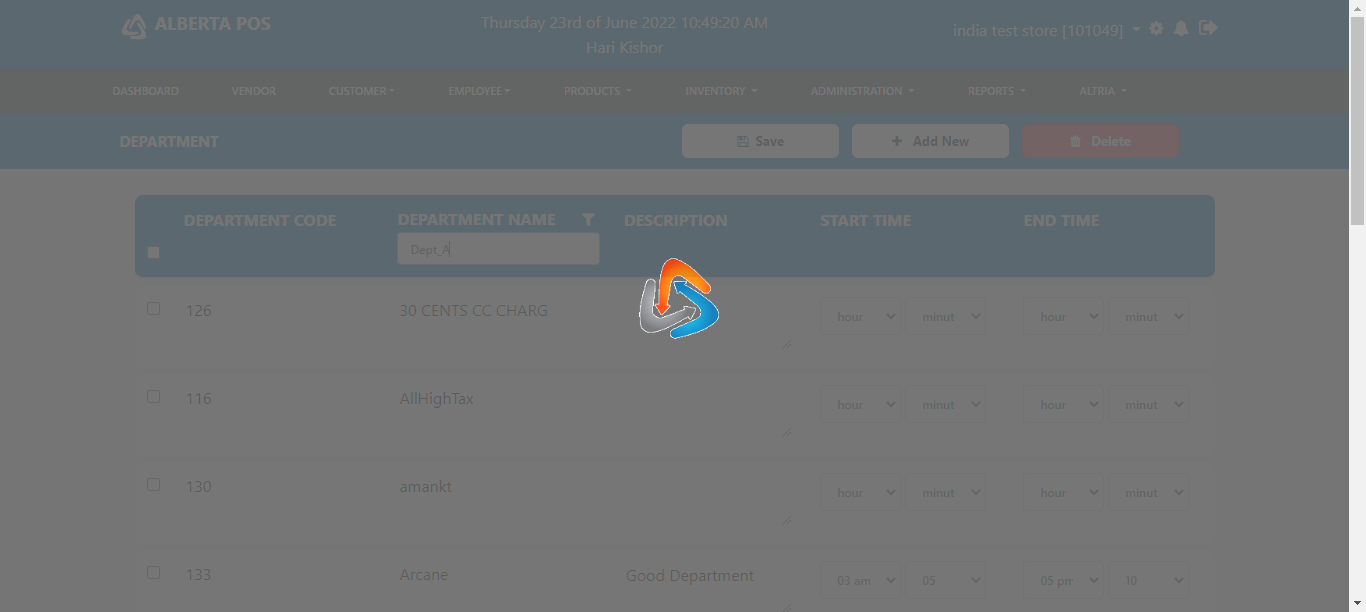 ALBERTA POS
Thursday 23rd of June 2022 10:49:20 AM
Hari Kishor
india test store [101049]
DASHBOARD VENDOR CUSTOMER EMPLOYEE PRODUCTS INVENTORY ADMINISTRATION REPORTS ALTRIA
DEPARTMENT Save Add New Delete
DEPARTMENT CODE DEPARTMENT NAME DESCRIPTION START TIME END TIME
Dept_A
126 30 CENTS CC CHARG hour minut hour minut
116 AllHighTax hour minut hour minut
130 amankt hour minut hour minut
133 Arcane Good Department 03 am 05 05 pm 10